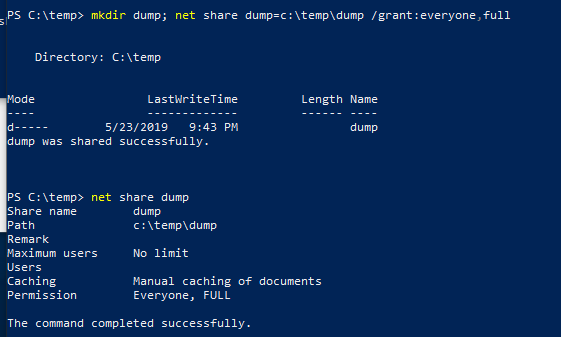 PS C:\temp> mkdir dump; net share dump=c:\temp\dump /grant:everyone,full
Directory: C:\temp
Mode LastWriteTime Length Name
---- ------------- ------ ----
d----- 5/23/2019 9:43 PM dump
dump was shared successfully.
PS C:\temp> net share dump
Share name dump
Path c:\temp\dump
Remark
Maximum users No limit
Users
Caching Manual caching of documents
Permission Everyone, FULL
The command completed successfully.